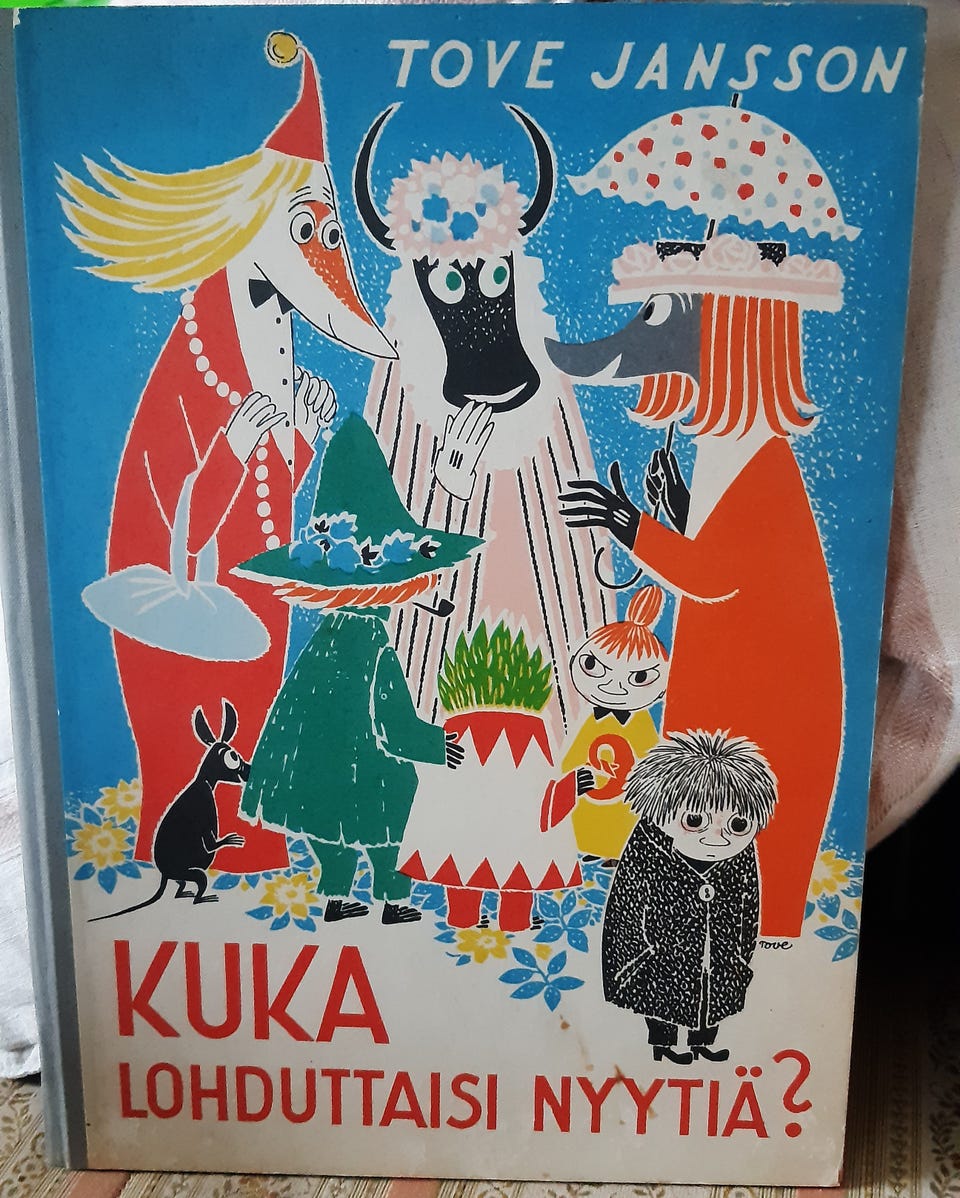 TOVE JANSSON
Tove
KUKA
LOHDUTTAISI NYYTIÄ?